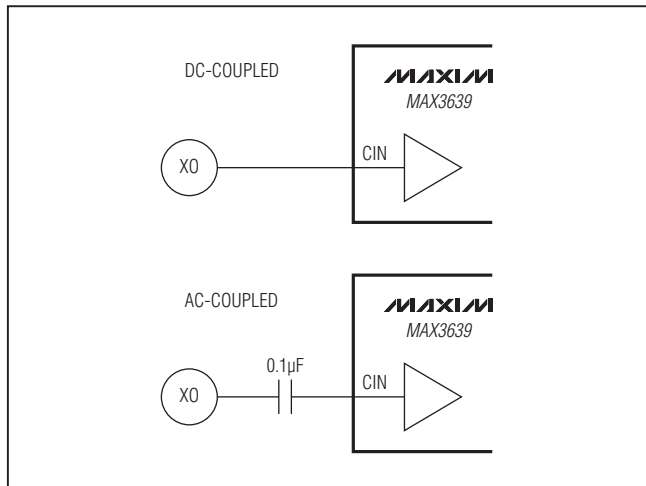 DC-COUPLED
MAXIM
MAX3639
XO
CIN
AC-COUPLED
MAXIM
MAX3639
0.1µF
XO
CIN